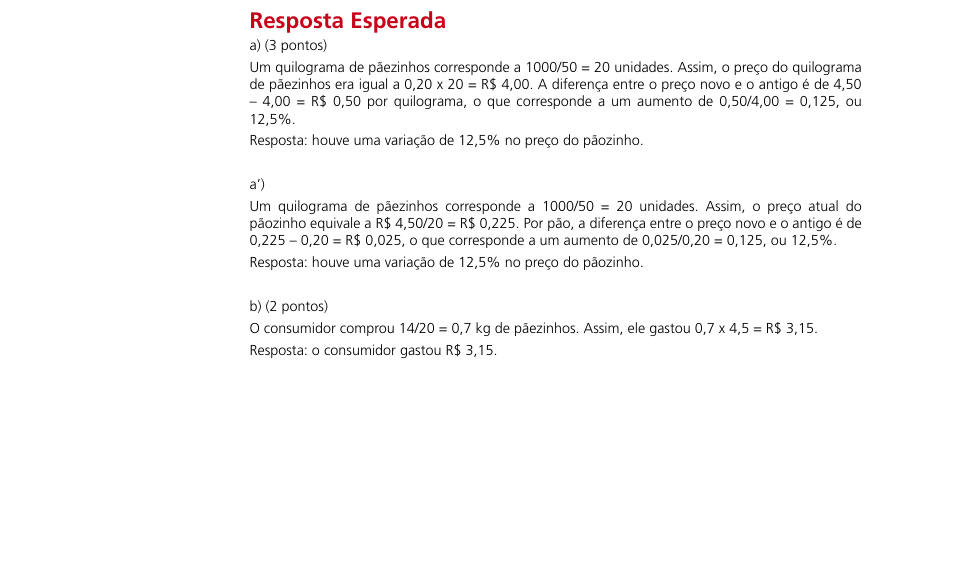 Resposta Esperada
a) (3 pontos)
Um quilograma de pãezinhos corresponde a 1000/50 = 20 unidades. Assim, o preço do quilograma
de pãezinhos era igual a 0,20 x 20 = R$ 4,00. A diferença entre o preço novo e o antigo é de 4,50
– 4,00 = R$ 0,50 por quilograma, o que corresponde a um aumento de 0,50/4,00 = 0,125, ou
12,5%.
Resposta: houve uma variação de 12,5% no preço do pãozinho.
a’)
Um quilograma de pãezinhos corresponde a 1000/50 = 20 unidades. Assim, o preço atual do
pãozinho equivale a R$ 4,50/20 = R$ 0,225. Por pão, a diferença entre o preço novo e o antigo é de
0,225 – 0,20 = R$ 0,025, o que corresponde a um aumento de 0,025/0,20 = 0,125, ou 12,5%.
Resposta: houve uma variação de 12,5% no preço do pãozinho.
b) (2 pontos)
O consumidor comprou 14/20 = 0,7 kg de pãezinhos. Assim, ele gastou 0,7 x 4,5 = R$ 3,15.
Resposta: o consumidor gastou R$ 3,15.